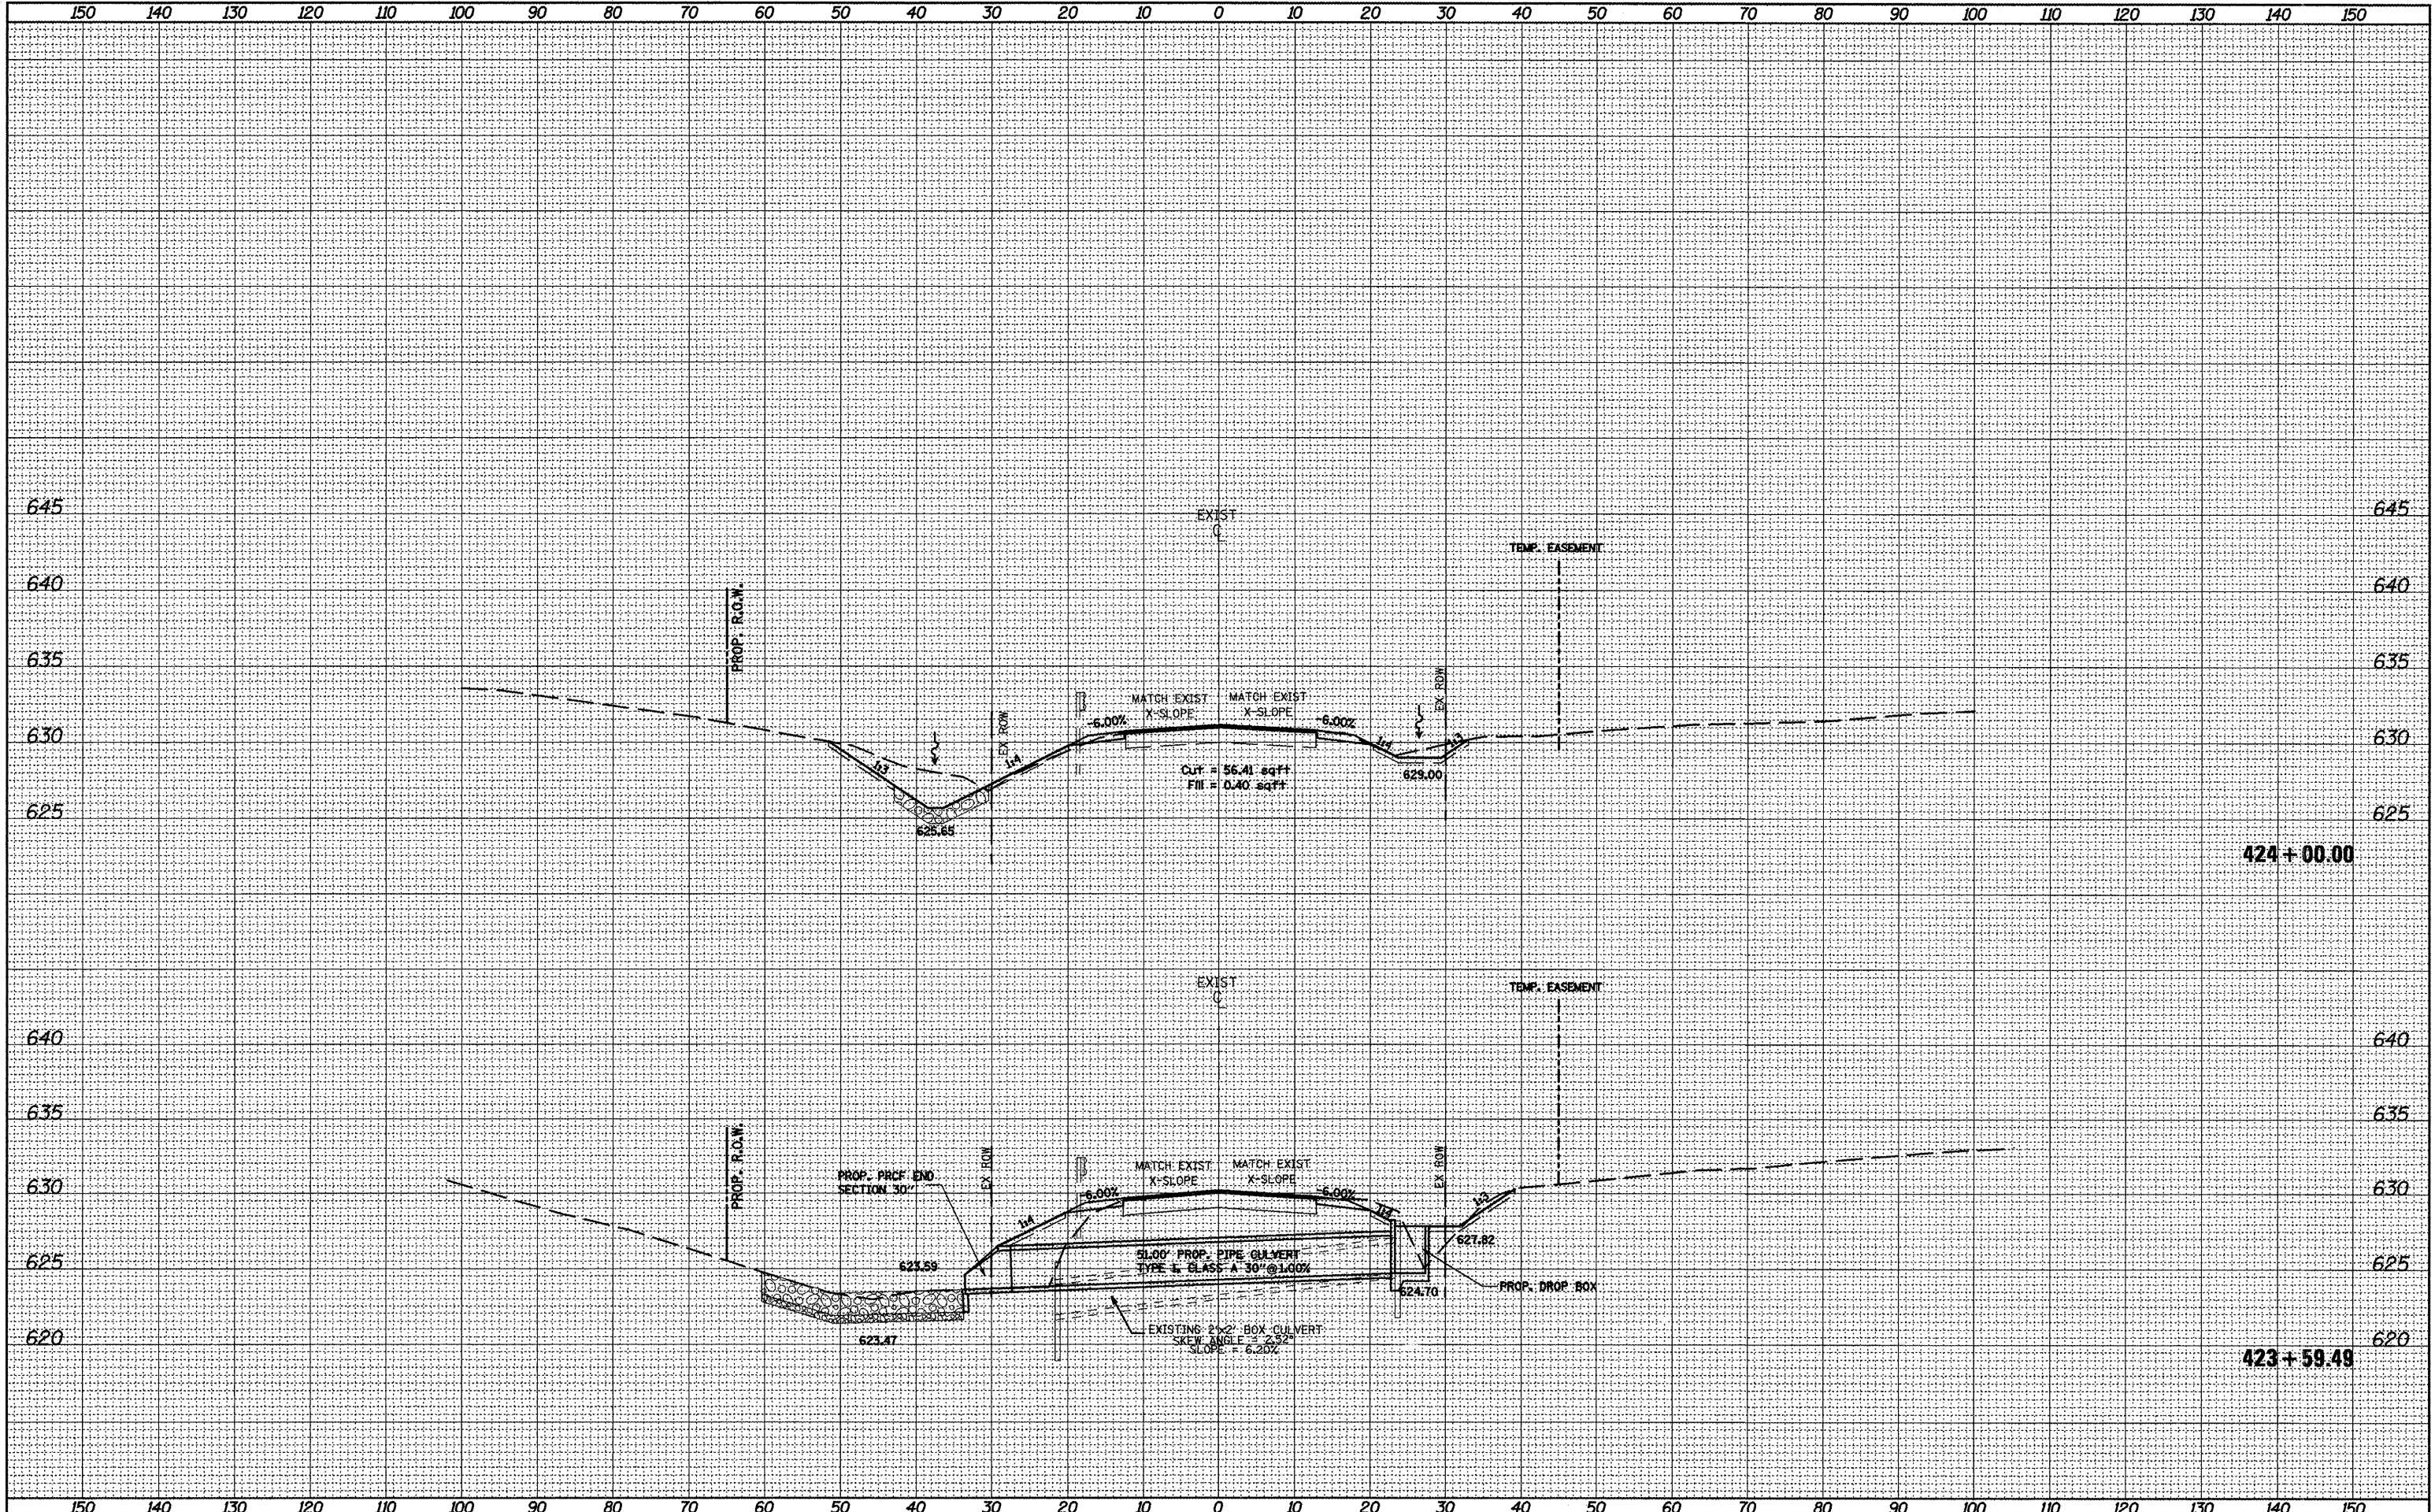 150 140 130 120 110 100 90 80 70 60 50 40 30 20 10 0 10 20 30 40 50 60 70 80 90 100 110 120 130 140 150
645 645
EXIST
TEMP. EASEMENT
640 640
PROP. R.O.W.
635 635
EX ROW
MATCH EXIST MATCH EXIST
X-SLOPE X-SLOPE
-6.00% -6.00%
EX ROW
630 630
1:3 1:4 1:4 1:3
Cut = 56.41 sqft
Fill = 0.40 sqft
629.00
625 625
625.65
424 + 00.00
EXIST
TEMP. EASEMENT
640 640
635 635
PROP. R.O.W.
EX ROW
EX ROW
MATCH EXIST MATCH EXIST
X-SLOPE X-SLOPE
PROP. PRCF END
SECTION 30"
630 630
-6.00% -6.00%
1:4 1:4 1:3
627.82
51.00' PROP. PIPE CULVERT
TYPE 1, CLASS A 30"@1.00%
623.59
625 625
624.70
PROP. DROP BOX
EXISTING 2'x2' BOX CULVERT
SKEW ANGLE = 2.52°
SLOPE = 6.20%
623.47
620 620
423 + 59.49
150 140 130 120 110 100 90 80 70 60 50 40 30 20 10 0 10 20 30 40 50 60 70 80 90 100 110 120 130 140 150